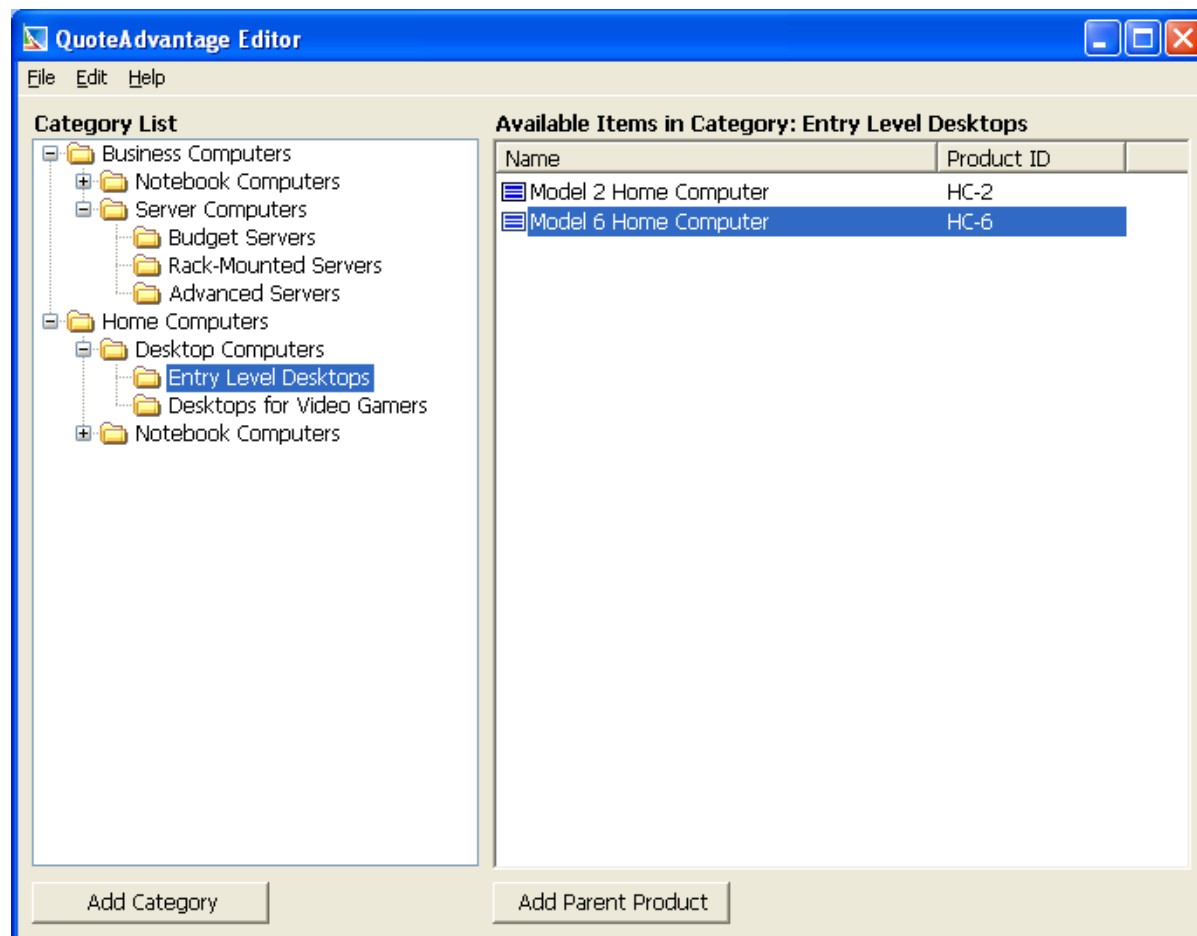 QuoteAdvantage Editor
File Edit Help
Category List
Business Computers
Notebook Computers
Server Computers
Budget Servers
Rack-Mounted Servers
Advanced Servers
Home Computers
Desktop Computers
Entry Level Desktops
Desktops for Video Gamers
Notebook Computers
Add Category
Available Items in Category: Entry Level Desktops
Name Product ID
Model 2 Home Computer HC-2
Model 6 Home Computer HC-6
Add Parent Product